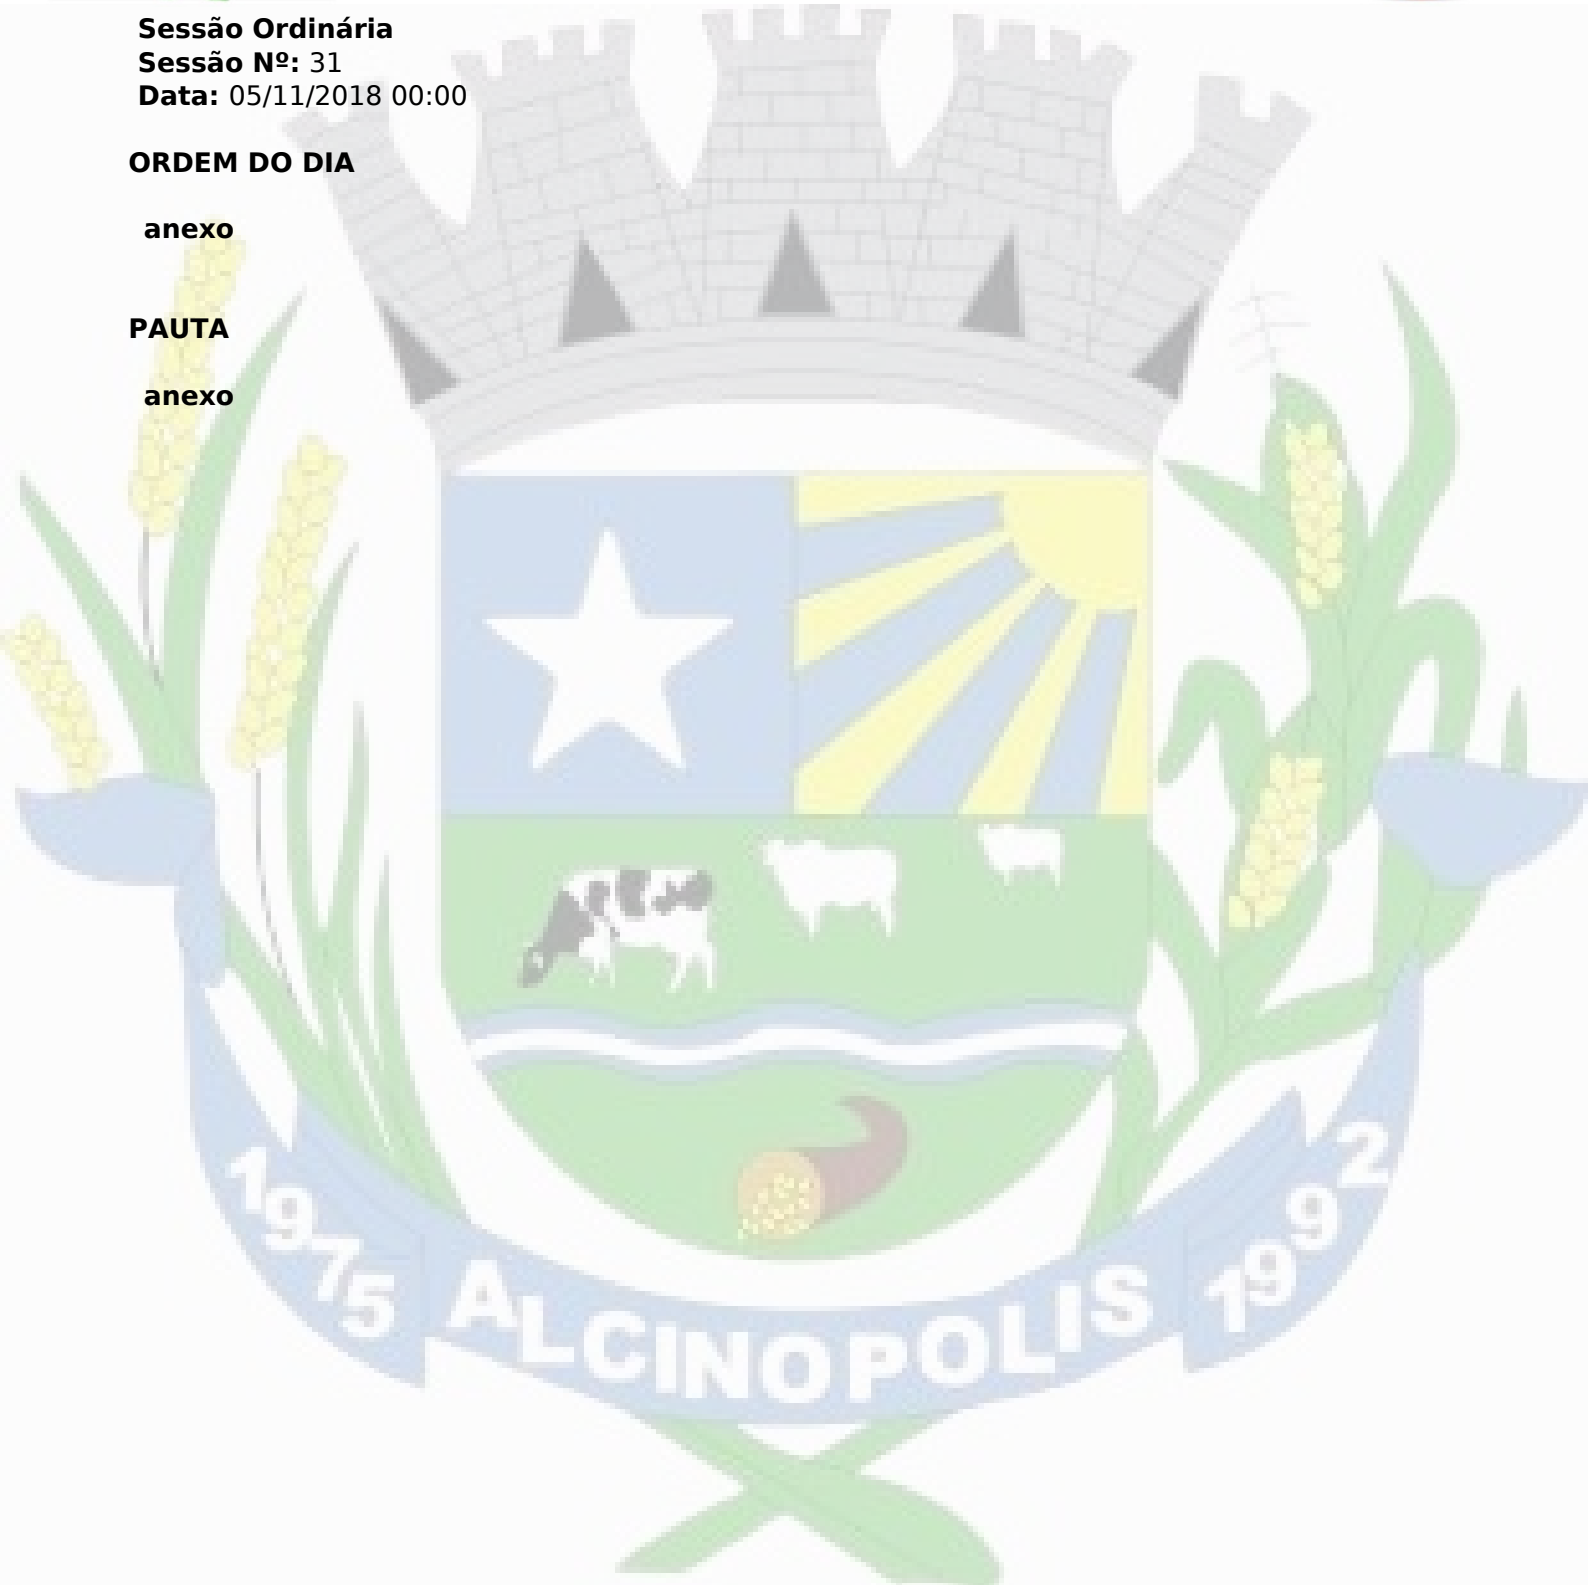 Sessão Ordinária
Sessão Nº: 31
Data: 05/11/2018 00:00
ORDEM DO DIA
anexo
PAUTA
anexo
1975 ALCINOPOLIS 1992